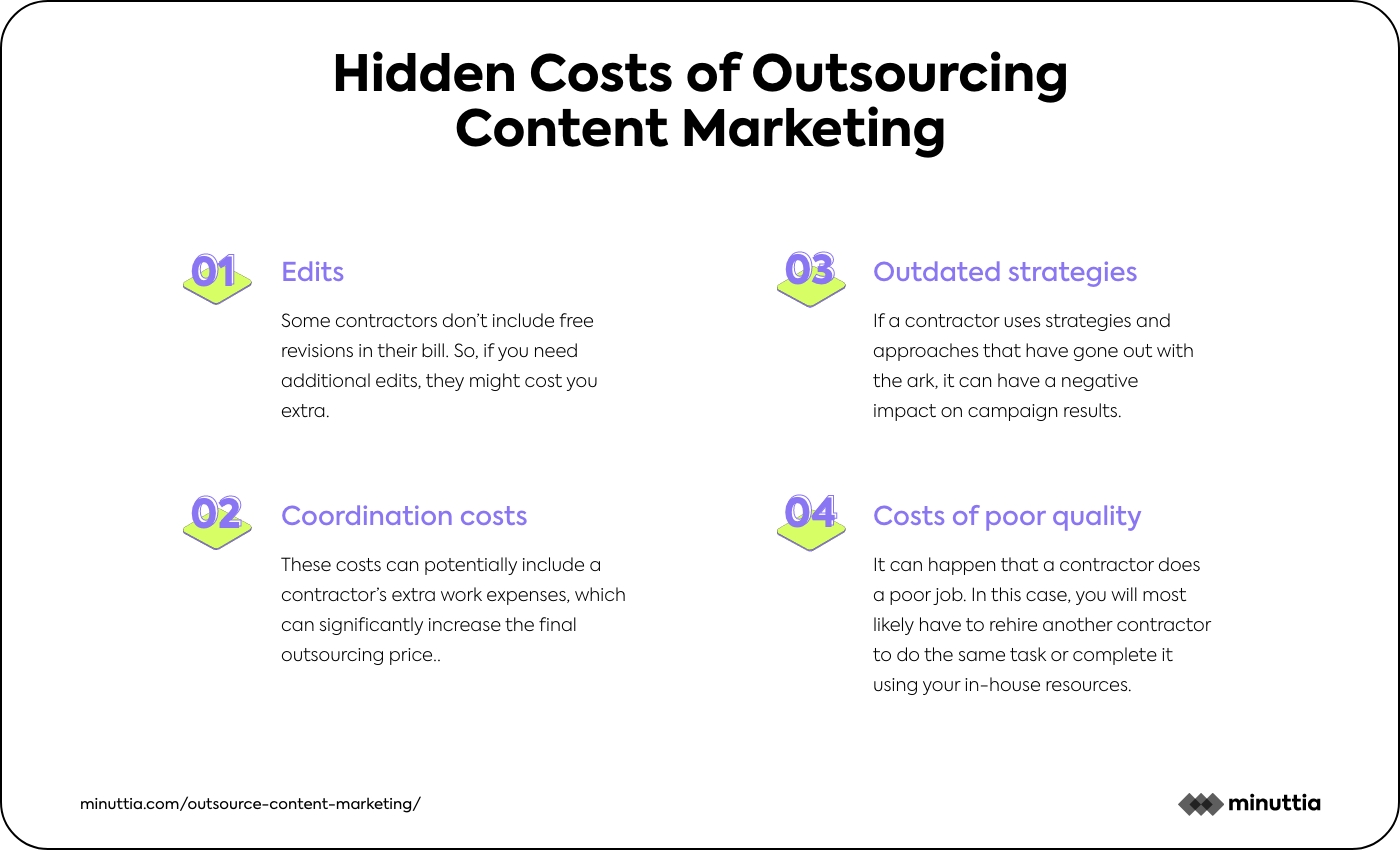 Hidden Costs of Outsourcing
Content Marketing
01
Edits
Some contractors don’t include free
revisions in their bill. So, if you need
additional edits, they might cost you
extra.
02
Coordination costs
These costs can potentially include a
contractor’s extra work expenses, which
can significantly increase the final
outsourcing price..
03
Outdated strategies
If a contractor uses strategies and
approaches that have gone out with
the ark, it can have a negative
impact on campaign results.
04
Costs of poor quality
It can happen that a contractor does
a poor job. In this case, you will most
likely have to rehire another contractor
to do the same task or complete it
using your in-house resources.
minuttia.com/outsource-content-marketing/
minuttia